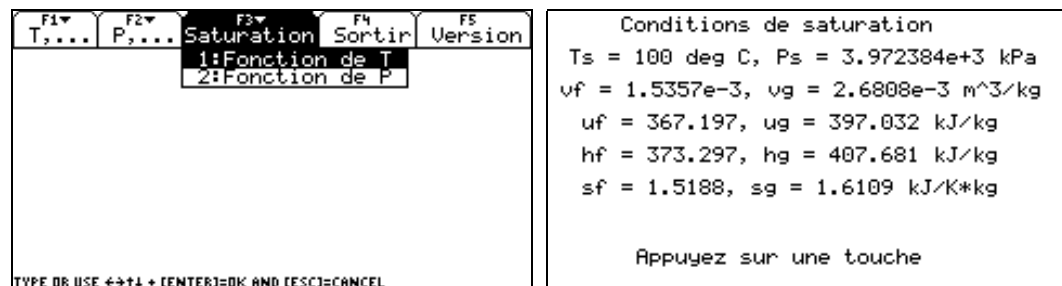 F1▾ F2▾ F3▾ F4 F5
T,... P,... Saturation Sortir Version
1:Fonction de T
2:Fonction de P
TYPE OR USE ←→↑↓ + [ENTER]=OK AND [ESC]=CANCEL
Conditions de saturation
Ts = 100 deg C, Ps = 3.972384e+3 kPa
vf = 1.5357e-3, vg = 2.6808e-3 m^3/kg
uf = 367.197, ug = 397.032 kJ/kg
hf = 373.297, hg = 407.681 kJ/kg
sf = 1.5188, sg = 1.6109 kJ/K*kg
Appuyez sur une touche